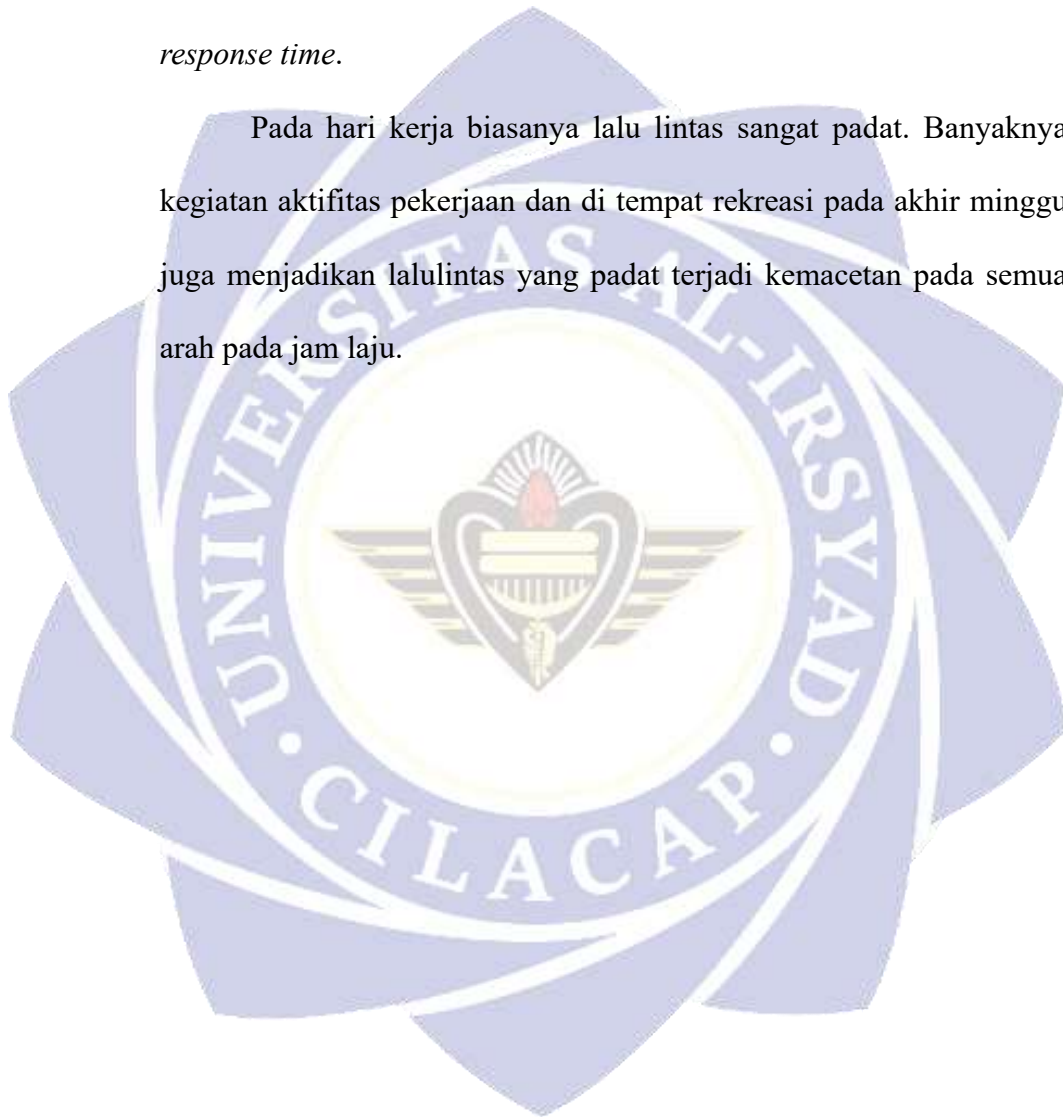 response time.
Pada hari kerja biasanya lalu lintas sangat padat. Banyaknya
kegiatan aktifitas pekerjaan dan di tempat rekreasi pada akhir minggu
juga menjadikan lalulintas yang padat terjadi kemacetan pada semua
arah pada jam laju.
UNIVERSITAS AL-IRSYAD
CILACAP